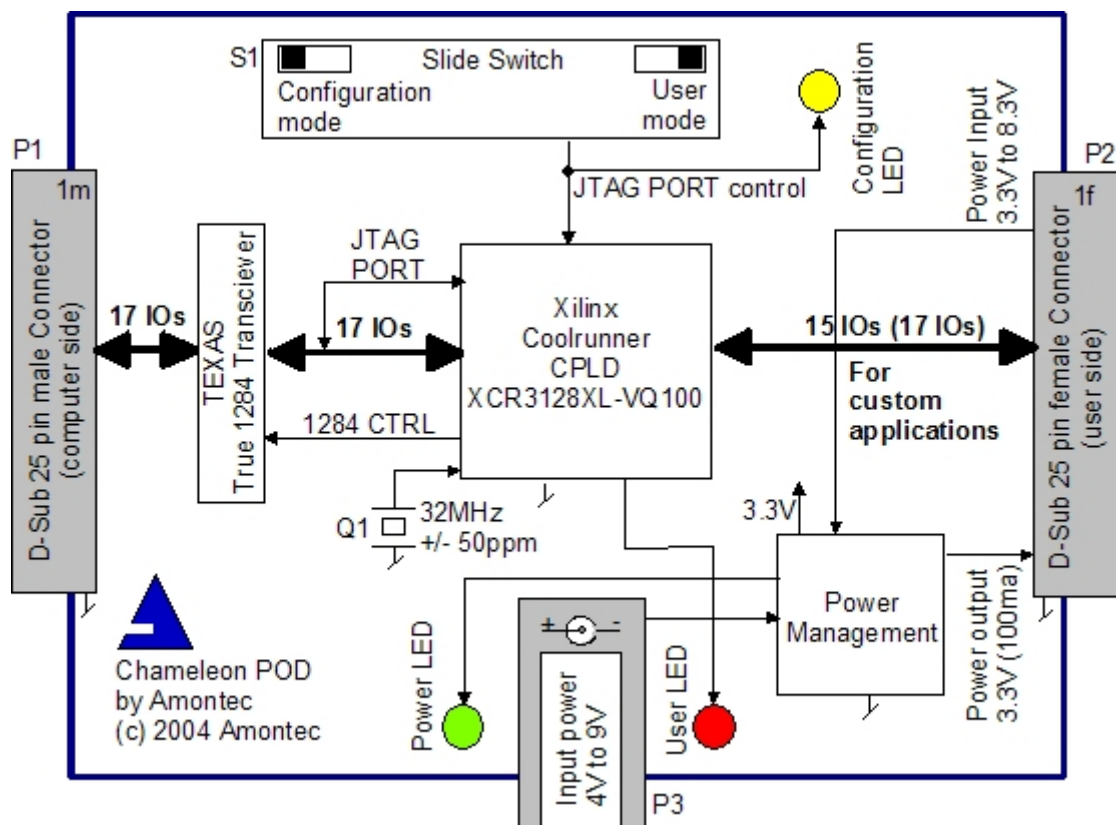 S1
Slide Switch
Configuration
mode
User
mode
Configuration
LED
Power Input
3.3V to 8.3V
P1
P2
1m
1f
JTAG PORT control
D-Sub 25 pin male Connector
(computer side)
17 IOs
TEXAS
True 1284 Transciever
JTAG
PORT
17 IOs
1284 CTRL
Xilinx
Coolrunner
CPLD
XCR3128XL-VQ100
15 IOs (17 IOs)
For
custom
applications
D-Sub 25 pin female Connector
(user side)
Q1
32MHz
+/- 50ppm
3.3V
Power
Management
Power output
3.3V (100ma)
Chameleon POD
by Amontec
(c) 2004 Amontec
Power LED
+ -
Input power
4V to 9V
User LED
P3